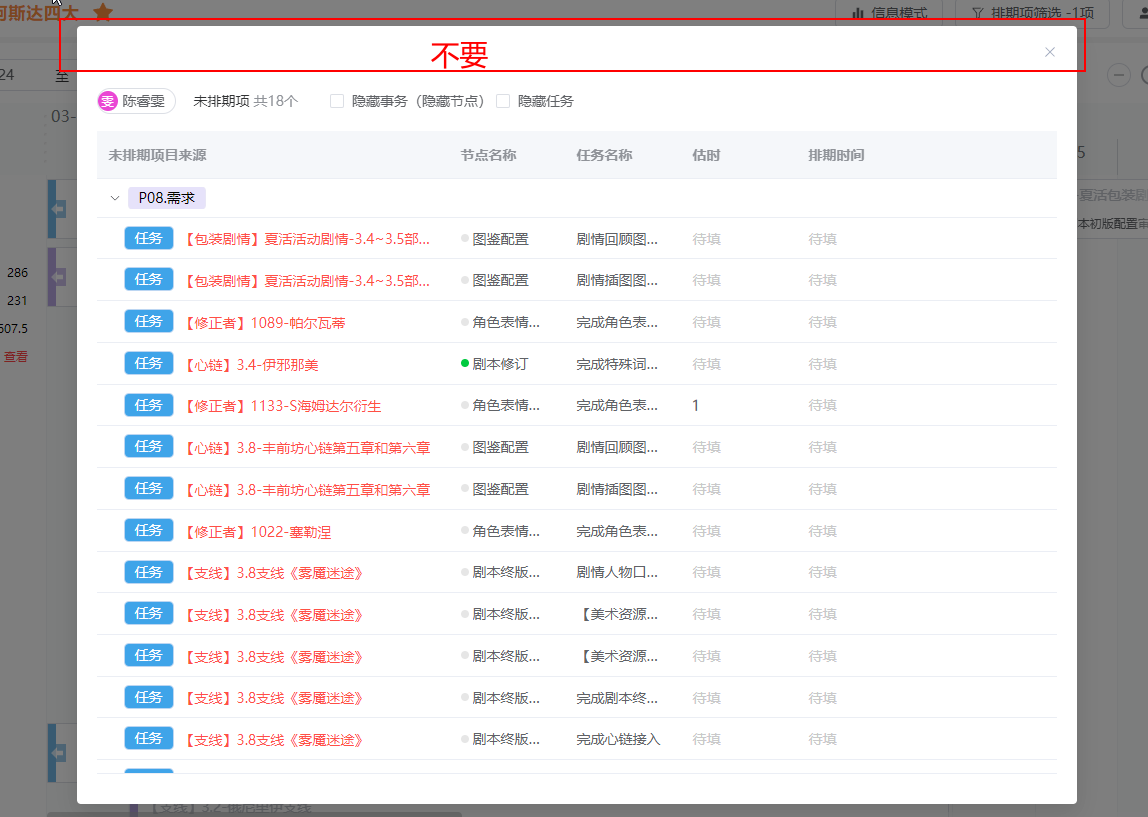 阿斯达四大
信息模式
排期项筛选 -1项
不要
24
至
03-
5
雯 陈睿雯 未排期项 共18个 隐藏事务（隐藏节点） 隐藏任务
未排期项目来源 节点名称 任务名称 估时 排期时间
P08.需求
夏活包装剧
本初版配置审
任务 【包装剧情】夏活活动剧情-3.4~3.5部... 图鉴配置 剧情回顾图... 待填 待填
286
任务 【包装剧情】夏活活动剧情-3.4~3.5部... 图鉴配置 剧情插图图... 待填 待填
231
任务 【修正者】1089-帕尔瓦蒂 角色表情... 完成角色表... 待填 待填
607.5
查看
任务 【心链】3.4-伊邪那美 剧本修订 完成特殊词... 待填 待填
任务 【修正者】1133-S海姆达尔衍生 角色表情... 完成角色表... 1 待填
任务 【心链】3.8-丰前坊心链第五章和第六章 图鉴配置 剧情回顾图... 待填 待填
任务 【心链】3.8-丰前坊心链第五章和第六章 图鉴配置 剧情插图图... 待填 待填
任务 【修正者】1022-塞勒涅 角色表情... 完成角色表... 待填 待填
任务 【支线】3.8支线《雾魇迷途》 剧本终版... 剧情人物口... 待填 待填
任务 【支线】3.8支线《雾魇迷途》 剧本终版... 【美术资源... 待填 待填
任务 【支线】3.8支线《雾魇迷途》 剧本终版... 【美术资源... 待填 待填
任务 【支线】3.8支线《雾魇迷途》 剧本终版... 完成剧本终... 待填 待填
任务 【支线】3.8支线《雾魇迷途》 剧本终版... 完成心链接入 待填 待填